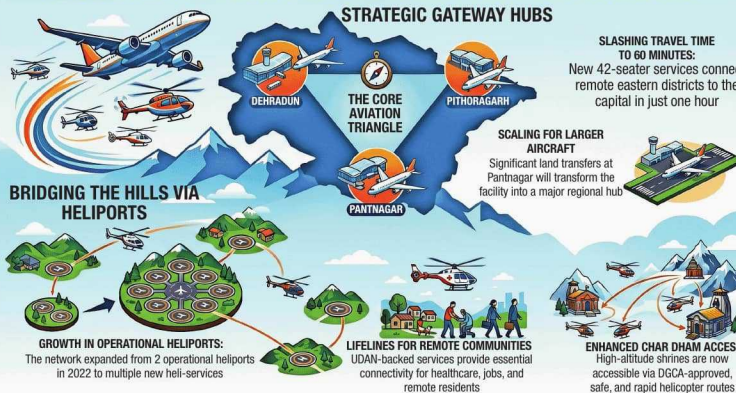 STRATEGIC GATEWAY HUBS
DEHRADUN
THE CORE
AVIATION
TRIANGLE
PITHORAGARH
PANTNAGAR
SLASHING TRAVEL TIME
TO 60 MINUTES:
New 42-seater services connec
remote eastern districts to the
capital in just one hour
SCALING FOR LARGER
AIRCRAFT
Significant land transfers at
Pantnagar will transform the
facility into a major regional hub
BRIDGING THE HILLS VIA
HELIPORTS
GROWTH IN OPERATIONAL HELIPORTS:
The network expanded from 2 operational heliports
in 2022 to multiple new heli-services
LIFELINES FOR REMOTE COMMUNITIES
UDAN-backed services provide essential
connectivity for healthcare, jobs, and
remote residents
ENHANCED CHAR DHAM ACCES
High-altitude shrines are now
accessible via DGCA-approved,
safe, and rapid helicopter routes